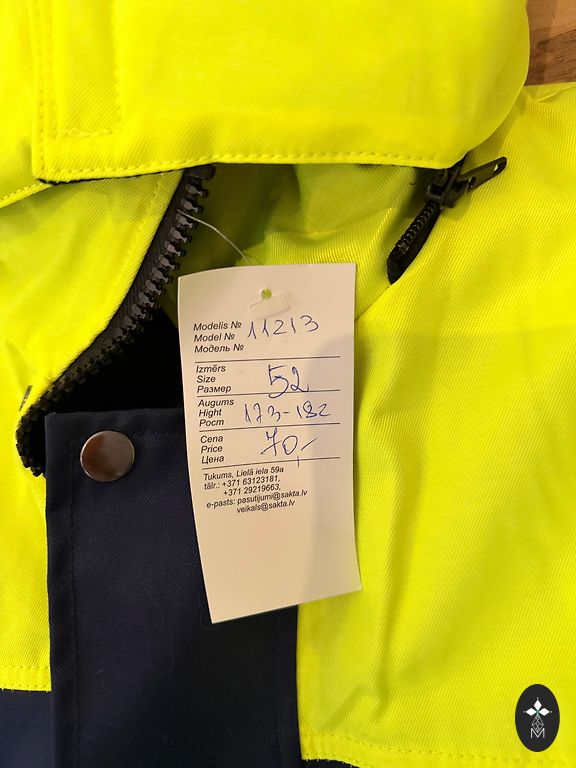 Modelis № 11213
Model №
Модель №
Izmērs
Size 52
Размер
Augums
Hight 173-182
Рост
Cena
Price 70,-
Цена
Tukums, Lielā iela 59a
tālr.: +371 63123181,
+371 29219663,
e-pasts: pasutijumi@sakta.lv
veikals@sakta.lv
M